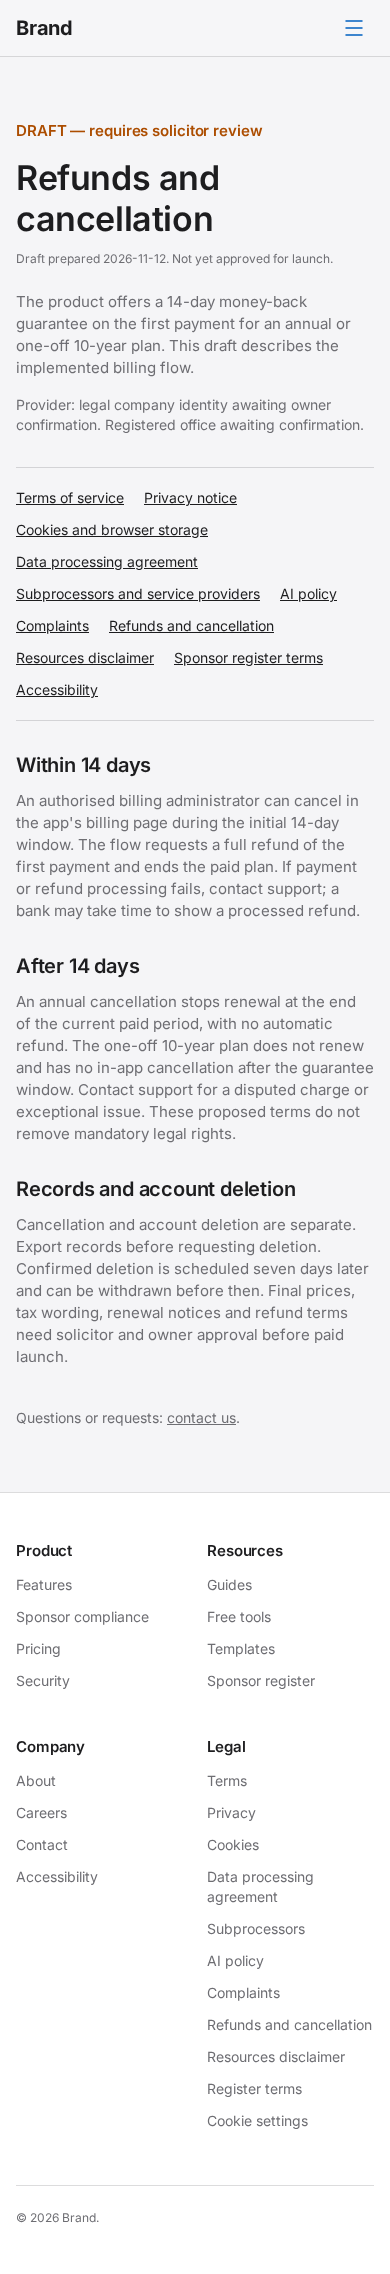 Brand
DRAFT — requires solicitor review
Refunds and
cancellation
Draft prepared 2026-11-12. Not yet approved for launch.
The product offers a 14-day money-back
guarantee on the first payment for an annual or
one-off 10-year plan. This draft describes the
implemented billing flow.
Provider: legal company identity awaiting owner
confirmation. Registered office awaiting confirmation.
Terms of service Privacy notice
Cookies and browser storage
Data processing agreement
Subprocessors and service providers AI policy
Complaints Refunds and cancellation
Resources disclaimer Sponsor register terms
Accessibility
Within 14 days
An authorised billing administrator can cancel in
the app's billing page during the initial 14-day
window. The flow requests a full refund of the
first payment and ends the paid plan. If payment
or refund processing fails, contact support; a
bank may take time to show a processed refund.
After 14 days
An annual cancellation stops renewal at the end
of the current paid period, with no automatic
refund. The one-off 10-year plan does not renew
and has no in-app cancellation after the guarantee
window. Contact support for a disputed charge or
exceptional issue. These proposed terms do not
remove mandatory legal rights.
Records and account deletion
Cancellation and account deletion are separate.
Export records before requesting deletion.
Confirmed deletion is scheduled seven days later
and can be withdrawn before then. Final prices,
tax wording, renewal notices and refund terms
need solicitor and owner approval before paid
launch.
Questions or requests: contact us.
Product
Features
Sponsor compliance
Pricing
Security
Resources
Guides
Free tools
Templates
Sponsor register
Company
About
Careers
Contact
Accessibility
Legal
Terms
Privacy
Cookies
Data processing
agreement
Subprocessors
AI policy
Complaints
Refunds and cancellation
Resources disclaimer
Register terms
Cookie settings
© 2026 Brand.